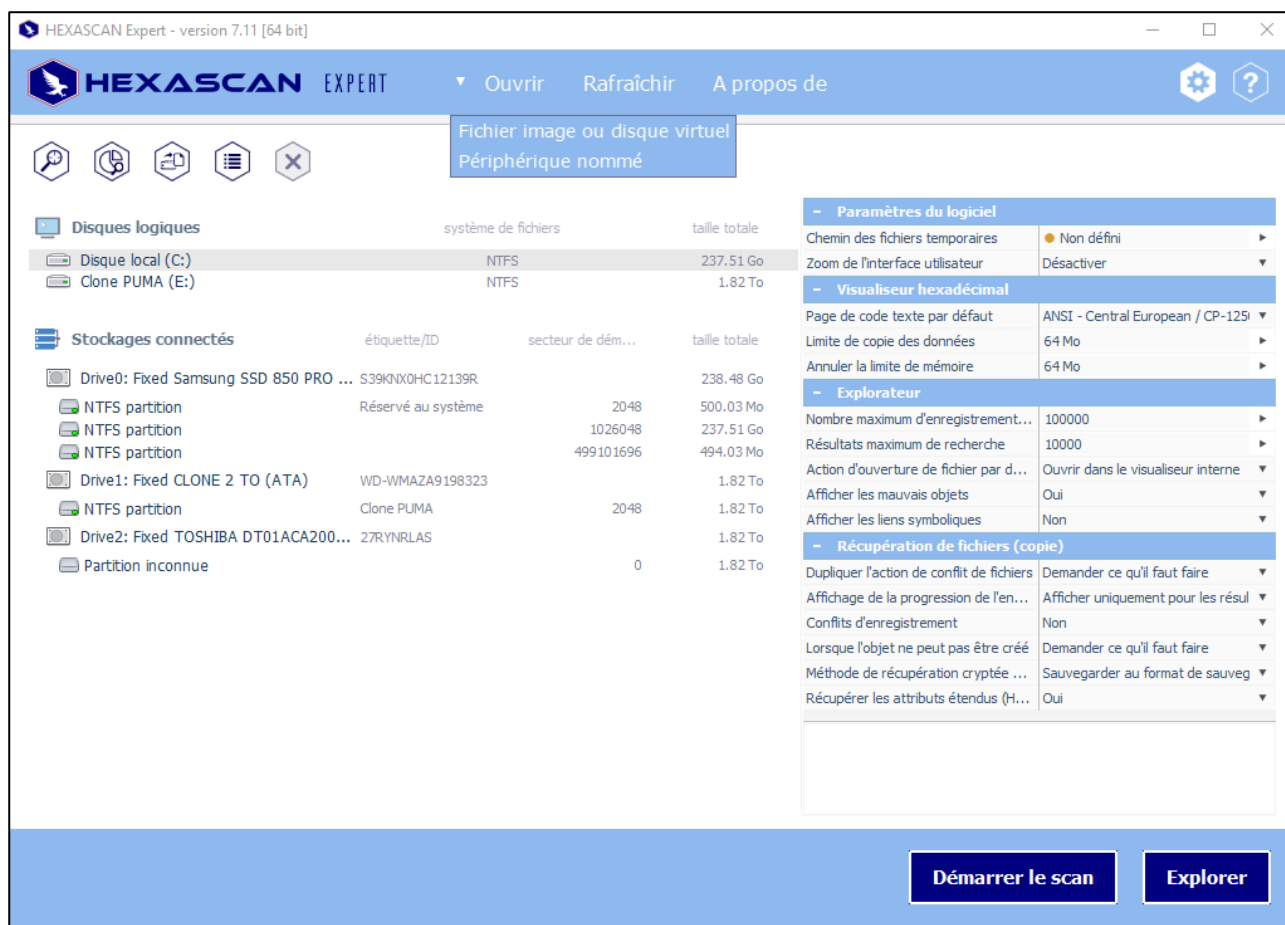 HEXASCAN Expert - version 7.11 [64 bit]
HEXASCAN EXPERT ▼ Ouvrir Rafraîchir A propos de
Fichier image ou disque virtuel
Périphérique nommé
Disques logiques système de fichiers taille totale
Disque local (C:) NTFS 237.51 Go
Clone PUMA (E:) NTFS 1.82 To
Stockages connectés étiquette/ID secteur de dém... taille totale
Drive0: Fixed Samsung SSD 850 PRO ... S39KNX0HC12139R 238.48 Go
NTFS partition Réservé au système 2048 500.03 Mo
NTFS partition 1026048 237.51 Go
NTFS partition 499101696 494.03 Mo
Drive1: Fixed CLONE 2 TO (ATA) WD-WMAZA9198323 1.82 To
NTFS partition Clone PUMA 2048 1.82 To
Drive2: Fixed TOSHIBA DT01ACA200... 27RYNRLAS 1.82 To
Partition inconnue 0 1.82 To
− Paramètres du logiciel
Chemin des fichiers temporaires Non défini
Zoom de l'interface utilisateur Désactiver
− Visualiseur hexadécimal
Page de code texte par défaut ANSI - Central European / CP-125
Limite de copie des données 64 Mo
Annuler la limite de mémoire 64 Mo
− Explorateur
Nombre maximum d'enregistrement... 100000
Résultats maximum de recherche 10000
Action d'ouverture de fichier par d... Ouvrir dans le visualiseur interne
Afficher les mauvais objets Oui
Afficher les liens symboliques Non
− Récupération de fichiers (copie)
Dupliquer l'action de conflit de fichiers Demander ce qu'il faut faire
Affichage de la progression de l'en... Afficher uniquement pour les résul
Conflits d'enregistrement Non
Lorsque l'objet ne peut pas être créé Demander ce qu'il faut faire
Méthode de récupération cryptée ... Sauvegarder au format de sauveg
Récupérer les attributs étendus (H... Oui
Démarrer le scan Explorer